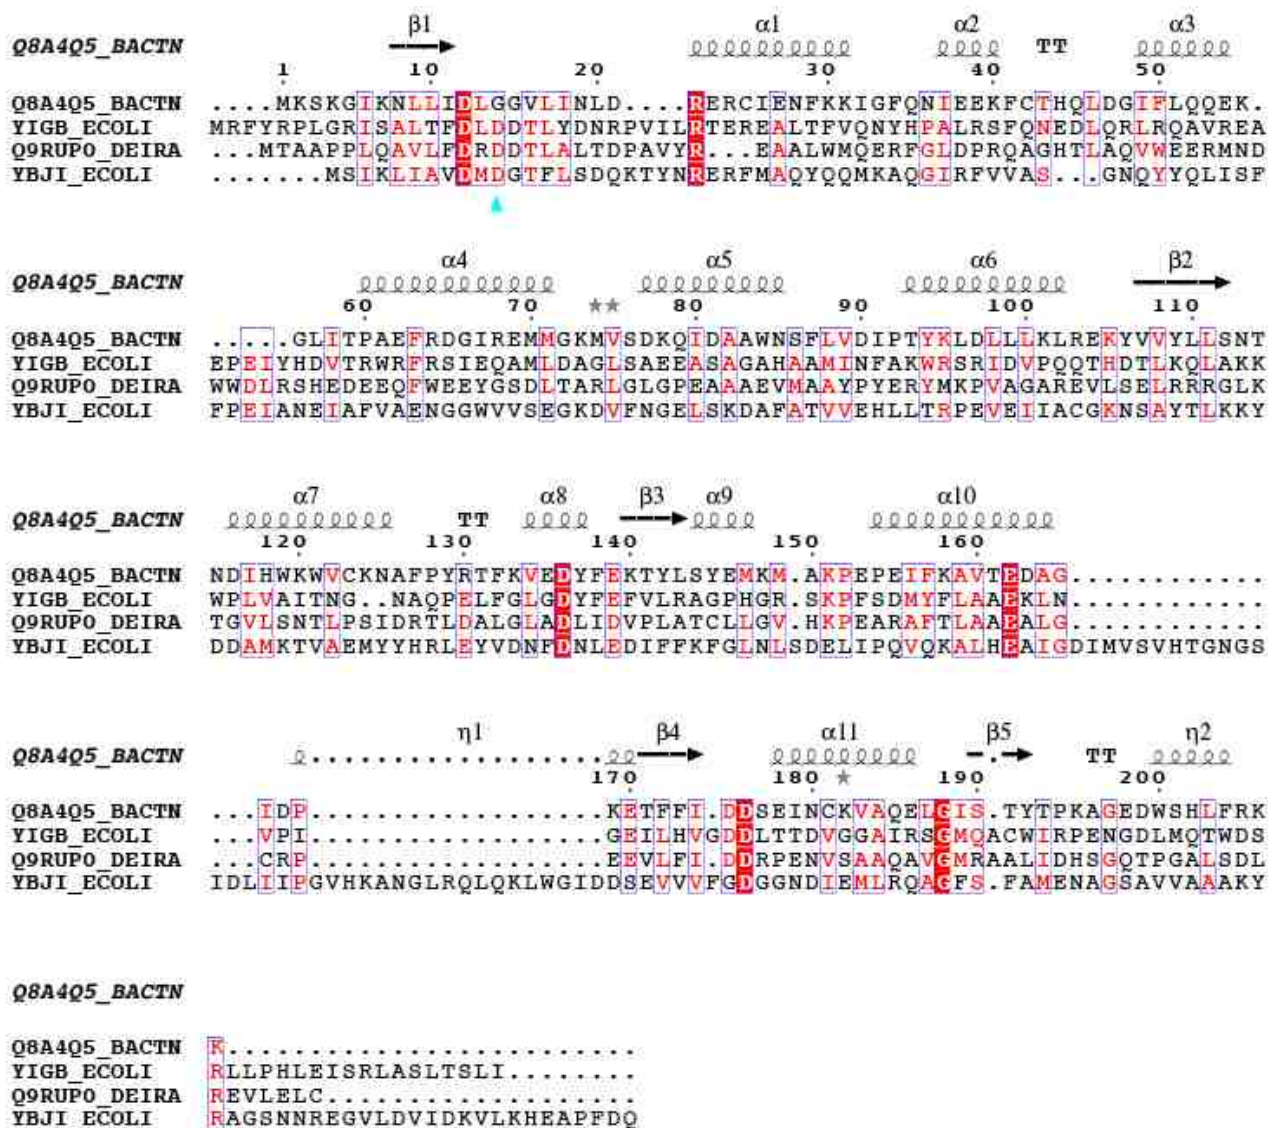 β1 α1 α2 α3
Q8A4Q5_BACTN TT
1 10 20 30 40 50
Q8A4Q5_BACTN ....MKSKGIKNLLIDLGGVLINLD....RERCIENFKKIGFQNIEEKFCTHQLDGIFLQQEK.
YIGB_ECOLI MRFYRPLGRISALTFDLDDTLYDNRPVILRTEREALTFVQNYHPALRSFQNEDLQRLRQAVREA
Q9RUP0_DEIRA ...MTAAPPLQAVLFDRDDTLALTDPAVYR...EAALWMQERFGLDPRQAGHTLAQVWEERMND
YBJI_ECOLI .......MSIKLIAVDMDGTFLSDQKTYNRERFMAQYQQMKAQGIRFVVAS...GNQYYQLISF
α4 α5 α6 β2
Q8A4Q5_BACTN ★★
60 70 80 90 100 110
Q8A4Q5_BACTN .....GLITPAEFRDGIREMMGKMVSDKQIDAAWNSFLVDIPTYKLDLLLKLREKYVVYLLSNT
YIGB_ECOLI EPEIYHDVTRWRFRSIEQAMLDAGLSAEEASAGAHAAMINFAKWRSRIDVPQQTHDTLKQLAKK
Q9RUP0_DEIRA WWDLRSHEDEEQFWEEYGSDLTARLGLGPEAAAEVMAAYPYERYMKPVAGAREVLSELRRRGLK
YBJI_ECOLI FPEIANEIAFVAENGGWVVSEGKDVFNGELSKDAFATVVEHLLTRPEVEIIACGKNSAYTLKKY
α7 α8 β3 α9 α10
Q8A4Q5_BACTN TT
120 130 140 150 160
Q8A4Q5_BACTN NDIHWKWVCKNAFPYRTFKVEDYFEKTYLSYEMKM.AKPEPEIFKAVTEDAG............
YIGB_ECOLI WPLVAITNG..NAQPELFGLGDYFEFVLRAGPHGR.SKPFSDMYFLAAEKLN............
Q9RUP0_DEIRA TGVLSNTLPSIDRTLDALGLADLIDVPLATCLLGV.HKPEARAFTLAAEALG............
YBJI_ECOLI DDAMKTVAEMYYHRLEYVDNFDNLEDIFFKFGLNLSDELIPQVQKALHEAIGDIMVSVHTGNGS
η1 β4 α11 β5 η2
Q8A4Q5_BACTN TT
170 180 ★ 190 200
Q8A4Q5_BACTN ...IDP..................KETFFI.DDSEINCKVAQELGIS.TYTPKAGEDWSHLFRK
YIGB_ECOLI ...VPI..................GEILHVGDDLTTDVGGAIRSGMQACWIRPENGDLMQTWDS
Q9RUP0_DEIRA ...CRP..................EEVLFI.DDRPENVSAAQAVGMRAALIDHSGQTPGALSDL
YBJI_ECOLI IDLIIPGVHKANGLRQLQKLWGIDDSEVVVFGDGGNDIEMLRQAGFS.FAMENAGSAVVAAAKY
Q8A4Q5_BACTN
Q8A4Q5_BACTN K.........................
YIGB_ECOLI RLLPHLEISRLASLTSLI........
Q9RUP0_DEIRA REVLELC...................
YBJI_ECOLI RAGSNNREGVLDVIDKVLKHEAPFDQ